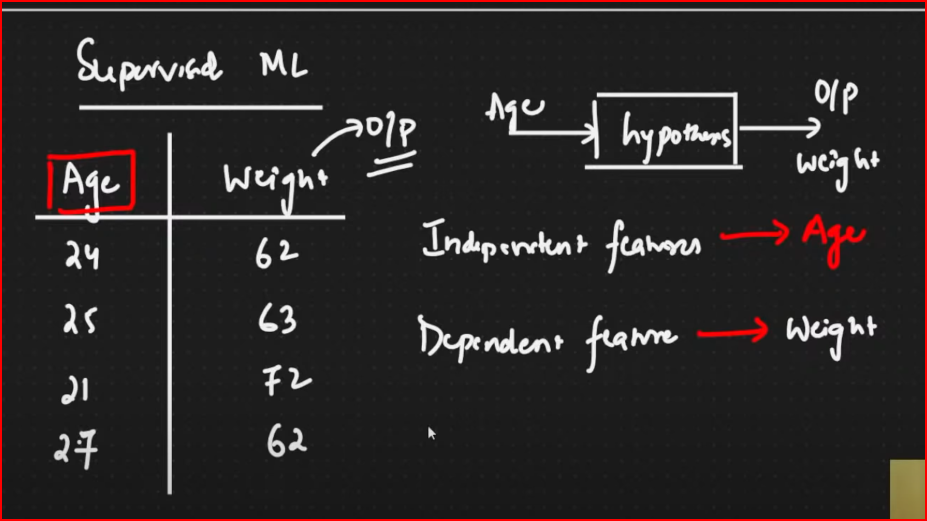 Supervised ML
Age Weight → O/P
24 62
25 63
21 72
27 62
Age → hypothesis → O/P
Weight
Independent features → Age
Dependent feature → Weight